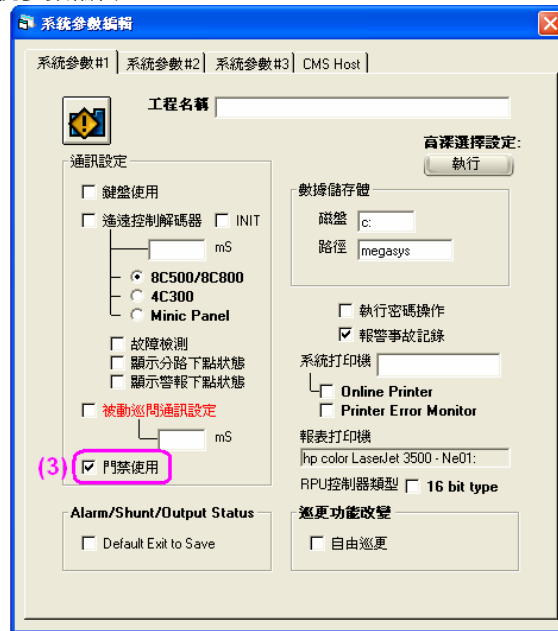 系統參數編輯
系統參數#1 系統參數#2 系統參數#3 CMS Host
工程名稱
高深選擇設定:
執行
通訊設定
鍵盤使用
遙遠控制解碼器 INIT
mS
8C500/8C800
4C300
Minic Panel
故障檢測
顯示分路下點狀態
顯示警報下點狀態
被動巡問通訊設定
mS
(3) 門禁使用
數據儲存體
磁盤 c:
路徑 megasys
執行密碼操作
報警事故記錄
系統打印機
Online Printer
Printer Error Monitor
報表打印機
hp color LaserJet 3500 - Ne01:
RPU控制器類型 16 bit type
Alarm/Shunt/Output Status
Default Exit to Save
巡更功能改變
自由巡更